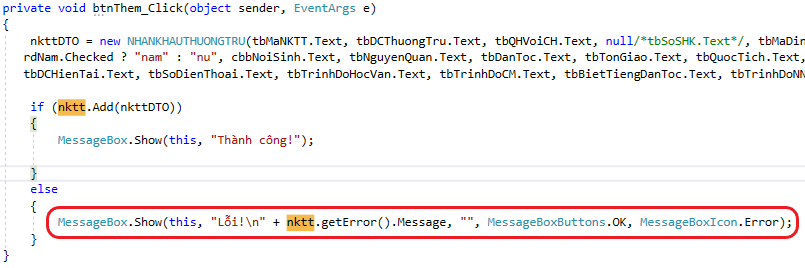 private void btnThem_Click(object sender, EventArgs e)
{
nkttDTO = new NHANKHAUTHUONGTRU(tbMaNKTT.Text, tbDCThuongTru.Text, tbQHVoiCH.Text, null/*tbSoSHK.Text*/, tbMaDin
rdNam.Checked ? "nam" : "nu", cbbNoiSinh.Text, tbNguyenQuan.Text, tbDanToc.Text, tbTonGiao.Text, tbQuocTich.Text,
tbDCHienTai.Text, tbSoDienThoai.Text, tbTrinhDoHocVan.Text, tbTrinhDoCM.Text, tbBietTiengDanToc.Text, tbTrinhDoNN
if (nktt.Add(nkttDTO))
{
MessageBox.Show(this, "Thành công!");
}
else
{
MessageBox.Show(this, "Lỗi!\n" + nktt.getError().Message, "", MessageBoxButtons.OK, MessageBoxIcon.Error);
}
}